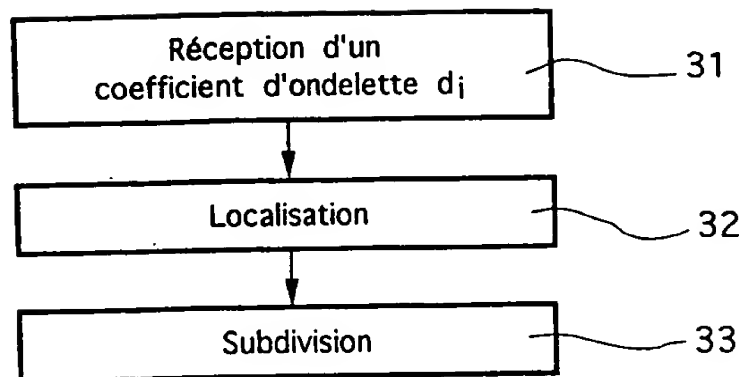 Réception d'un
coefficient d'ondelette di
31
Localisation
32
Subdivision
33